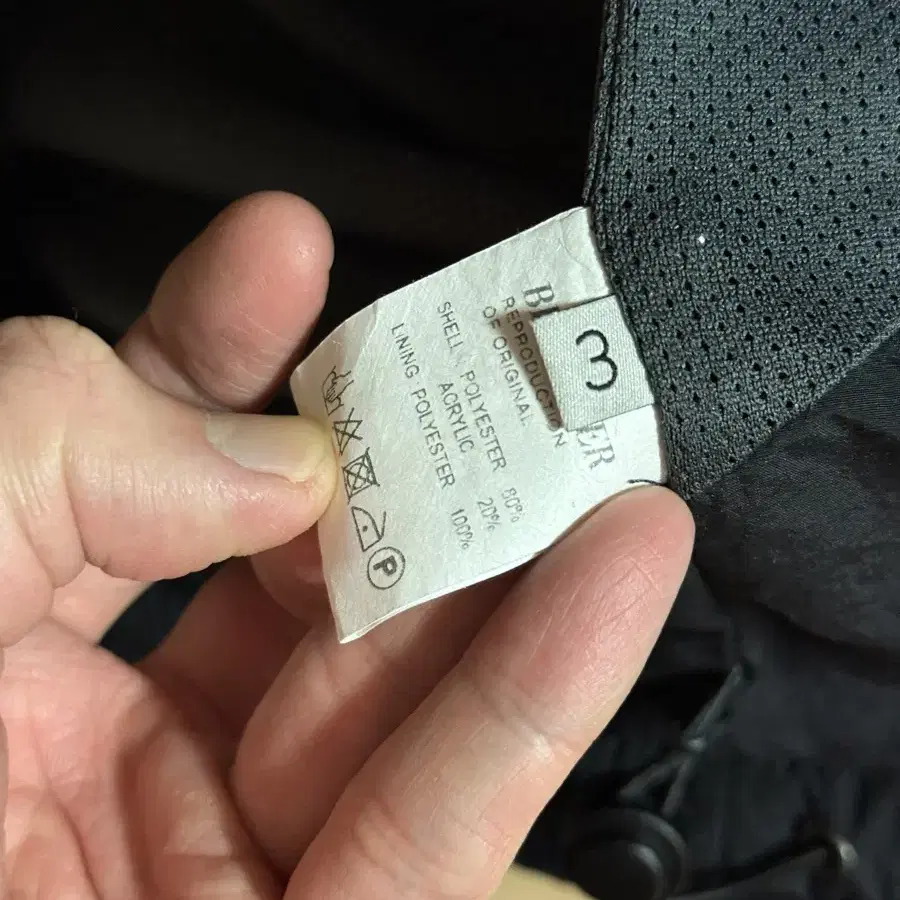 3
REPRODUCTION
OF ORIGINAL
SHELL POLYESTER 80%
ACRYLIC 20%
LINING POLYESTER 100%
P